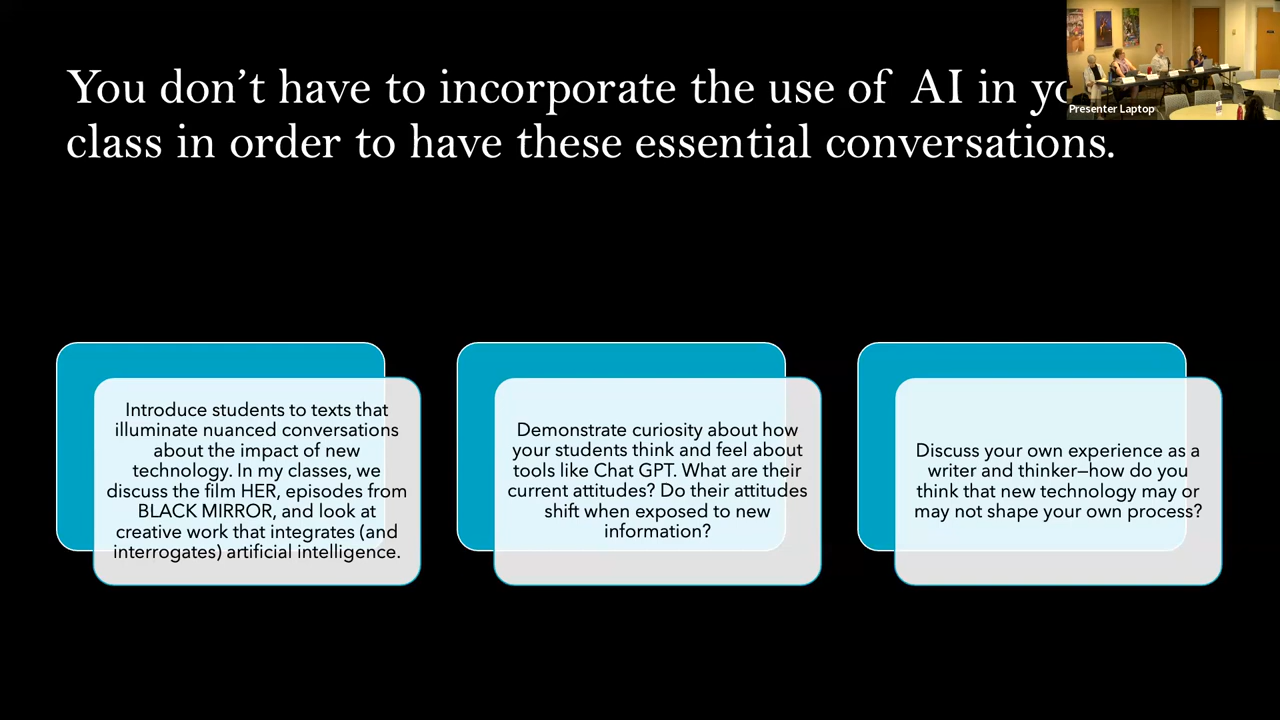 You don’t have to incorporate the use of AI in
class in order to have these essential conversations.
Presenter Laptop
Introduce students to texts that
illuminate nuanced conversations
about the impact of new
technology. In my classes, we
discuss the film HER, episodes from
BLACK MIRROR, and look at
creative work that integrates (and
interrogates) artificial intelligence.
Demonstrate curiosity about how
your students think and feel about
tools like Chat GPT. What are their
current attitudes? Do their attitudes
shift when exposed to new
information?
Discuss your own experience as a
writer and thinker—how do you
think that new technology may or
may not shape your own process?